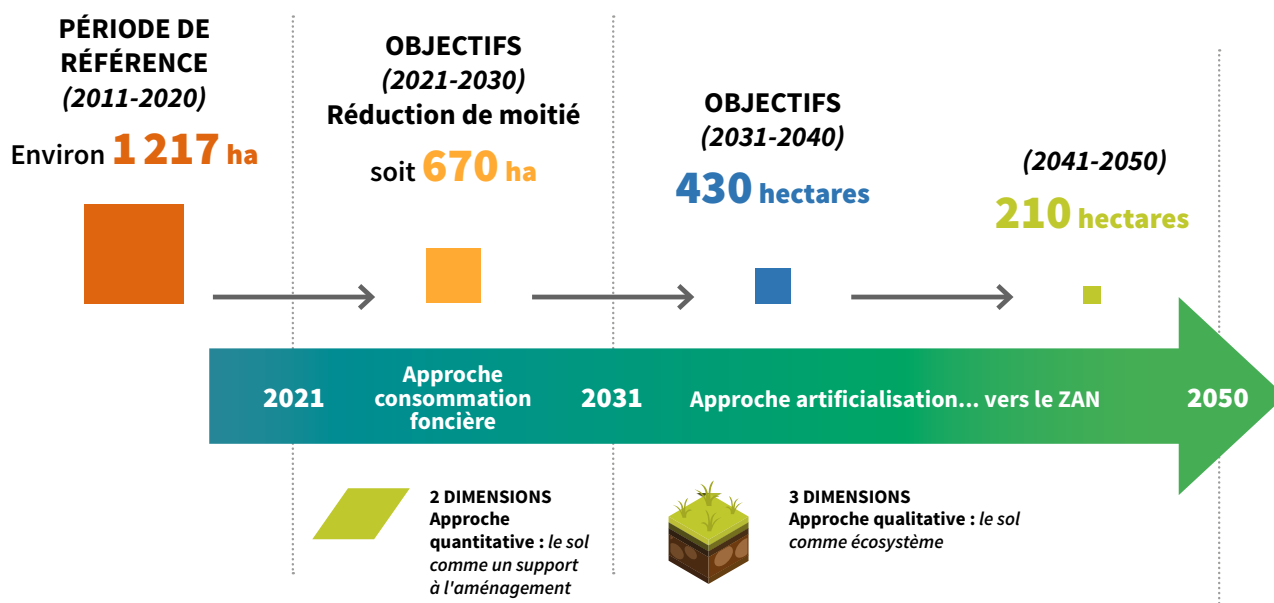 PÉRIODE DE
RÉFÉRENCE
(2011-2020)
Environ 1 217 ha
OBJECTIFS
(2021-2030)
Réduction de moitié
soit 670 ha
OBJECTIFS
(2031-2040)
430 hectares
(2041-2050)
210 hectares
2021
Approche
consommation
foncière
2031
Approche artificialisation... vers le ZAN
2050
2 DIMENSIONS
Approche
quantitative : le sol
comme un support
à l'aménagement
3 DIMENSIONS
Approche qualitative : le sol
comme écosystème